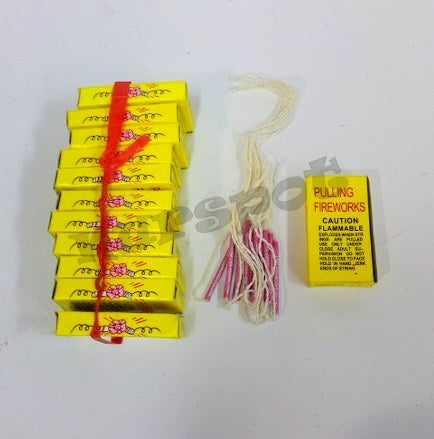 PULLING
FIREWORKS
CAUTION
FLAMMABLE
EXPLODES WHEN STR
INGS ARE PULLED
USE ONLY UNDER
CLOSE ADULT SU-
PERVISION DO NOT
HOLD CLOSE TO FACE
HOLD IN HAND, JERK
ENDS OF STRING